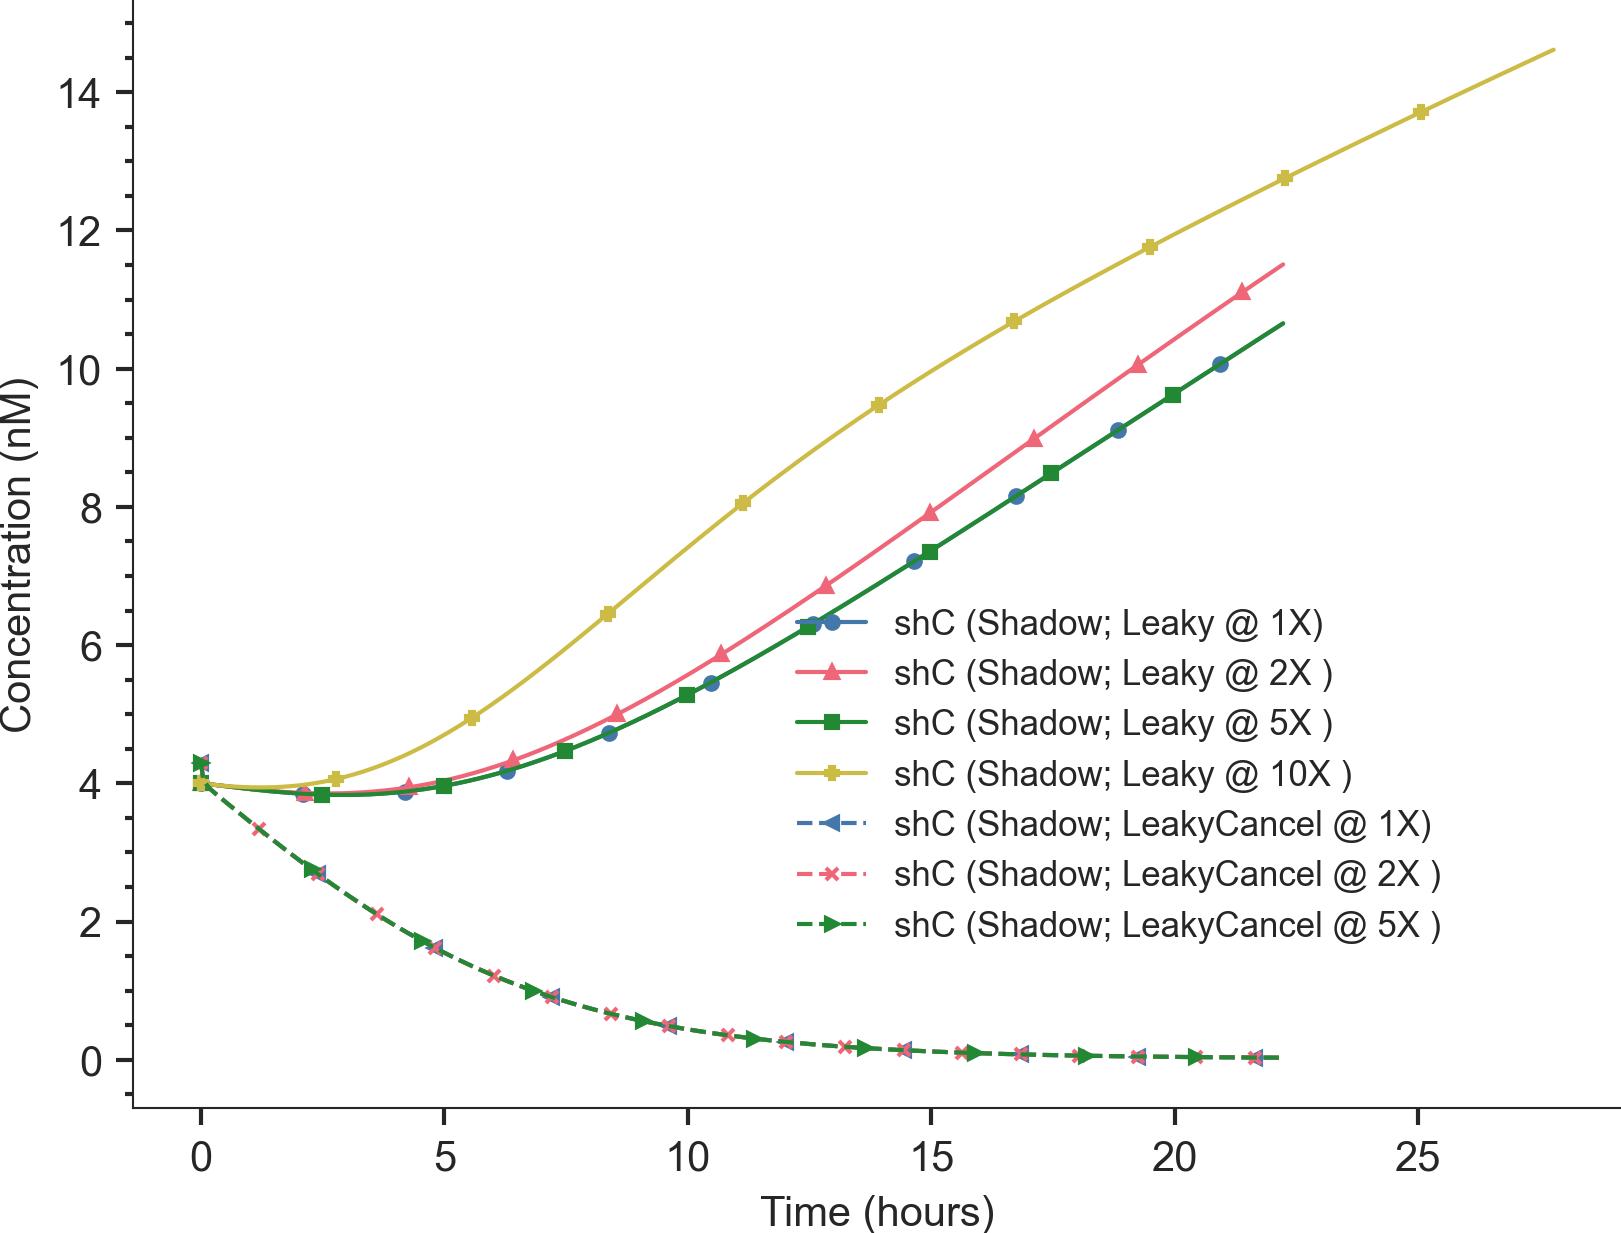 Concentration (nM)
14
12
10
8
6
4
2
0
shC (Shadow; Leaky @ 1X)
shC (Shadow; Leaky @ 2X )
shC (Shadow; Leaky @ 5X )
shC (Shadow; Leaky @ 10X )
shC (Shadow; LeakyCancel @ 1X)
shC (Shadow; LeakyCancel @ 2X )
shC (Shadow; LeakyCancel @ 5X )
0 5 10 15 20 25
Time (hours)